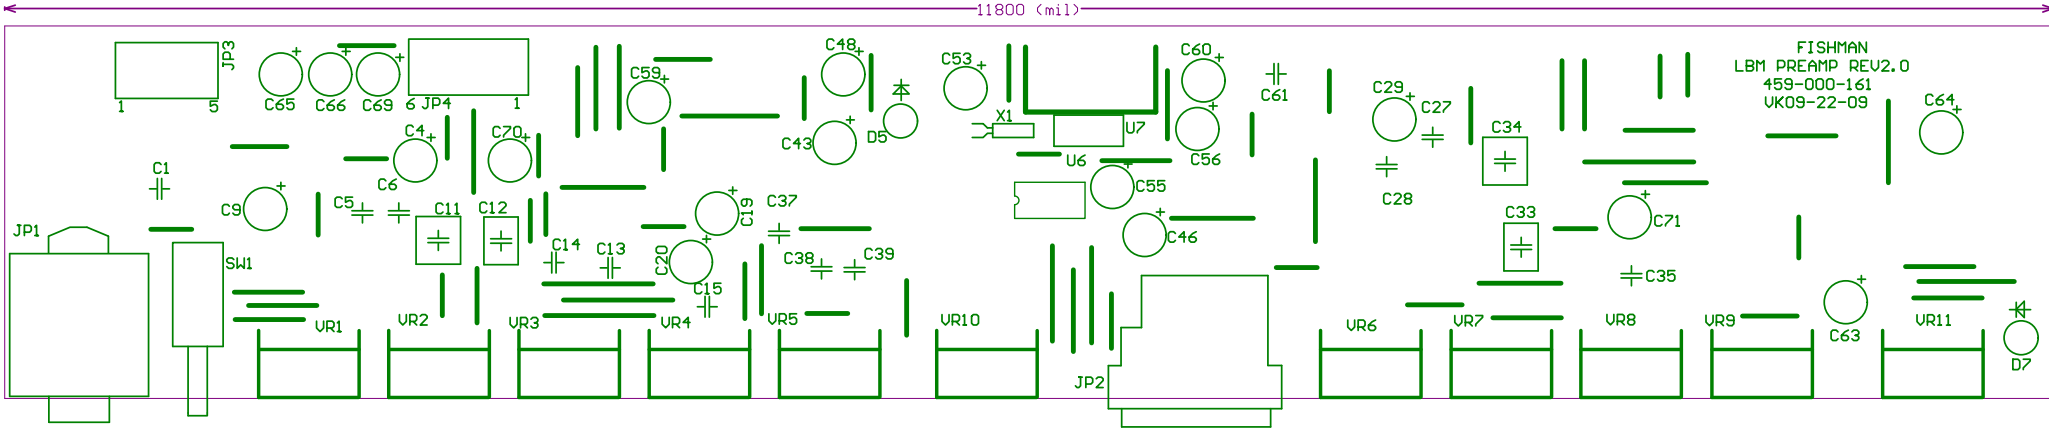 11800 (mil)
FISHMAN
LBM PREAMP REV2.0
459-000-161
VK09-22-09
JP3
1
5
C65
C66
C69
6
JP4
1
C59
C48
C53
C60
C61
C29
C27
C64
C4
C70
C43
D5
X1
U7
U6
C56
C34
C1
C9
C6
C5
C11
C12
C14
C13
C19
C20
C15
C37
C38
C39
C55
C46
C28
C33
C71
C35
C63
JP1
SW1
VR1
VR2
VR3
VR4
VR5
VR10
JP2
VR6
VR7
VR8
VR9
VR11
D7